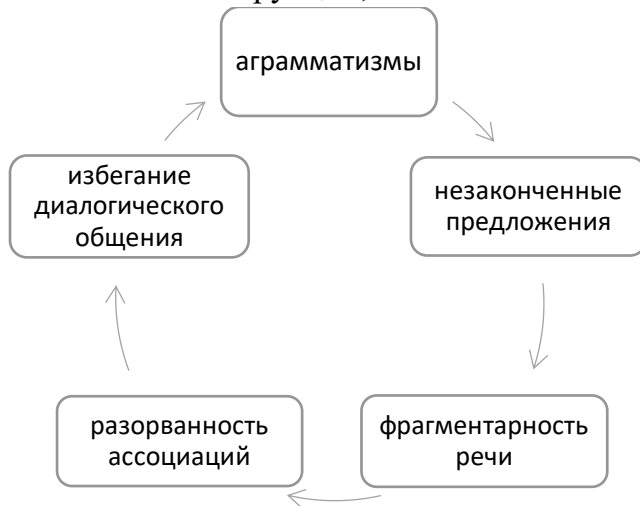 аграмматизмы
незаконченные
предложения
фрагментарность
речи
разорванность
ассоциаций
избегание
диалогического
общения